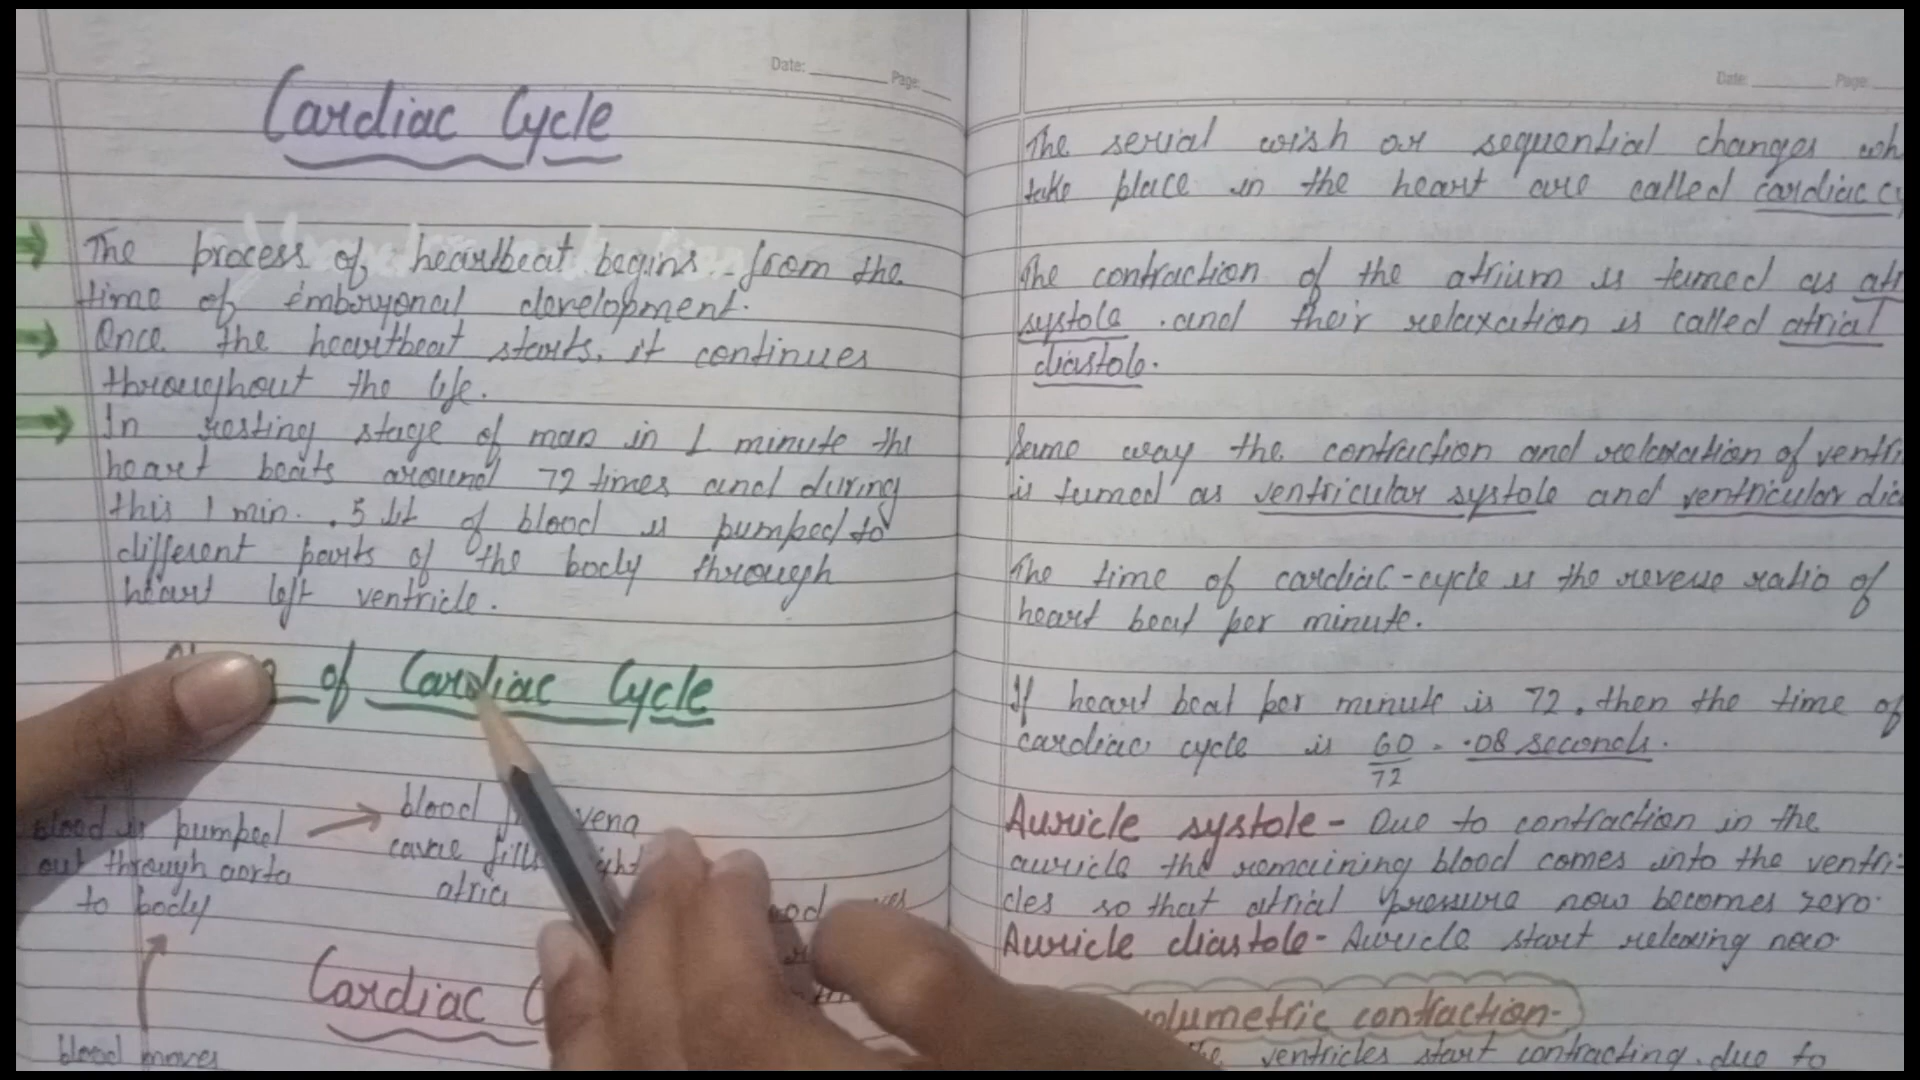 Date: Page:
Cardiac Cycle
The process of heartbeat begins from the
time of embryonal development.
Once the heartbeat starts, it continues
throughout the life.
In resting stage of man in 1 minute the
heart beats around 72 times and during
this 1 min. .5 lit of blood is pumped to
different parts of the body through
heart left ventricle.
of Cardiac Cycle
blood is pumped
out through aorta
to body
blood vena
cavae fills
atria
Cardiac C
blood moves
Date: Page:
The serial wish or sequential changes wh
take place in the heart are called cardiac cy
The contraction of the atrium is termed as atr
systole .and their relaxation is called atrial
diastole.
Same way the contraction and relaxation of ventri
is termed as ventricular systole and ventricular dia
The time of cardiac-cycle is the reverse ratio of
heart beat per minute.
If heart beat per minute is 72, then the time of
cardiac cycle is 60/72 = .08 seconds.
Auricle systole- Due to contraction in the
auricle the remaining blood comes into the ventri=
cles so that atrial pressure now becomes zero.
Auricle diastole- Auricle start relaxing now.
volumetric contraction-
the ventricles start contracting. due to